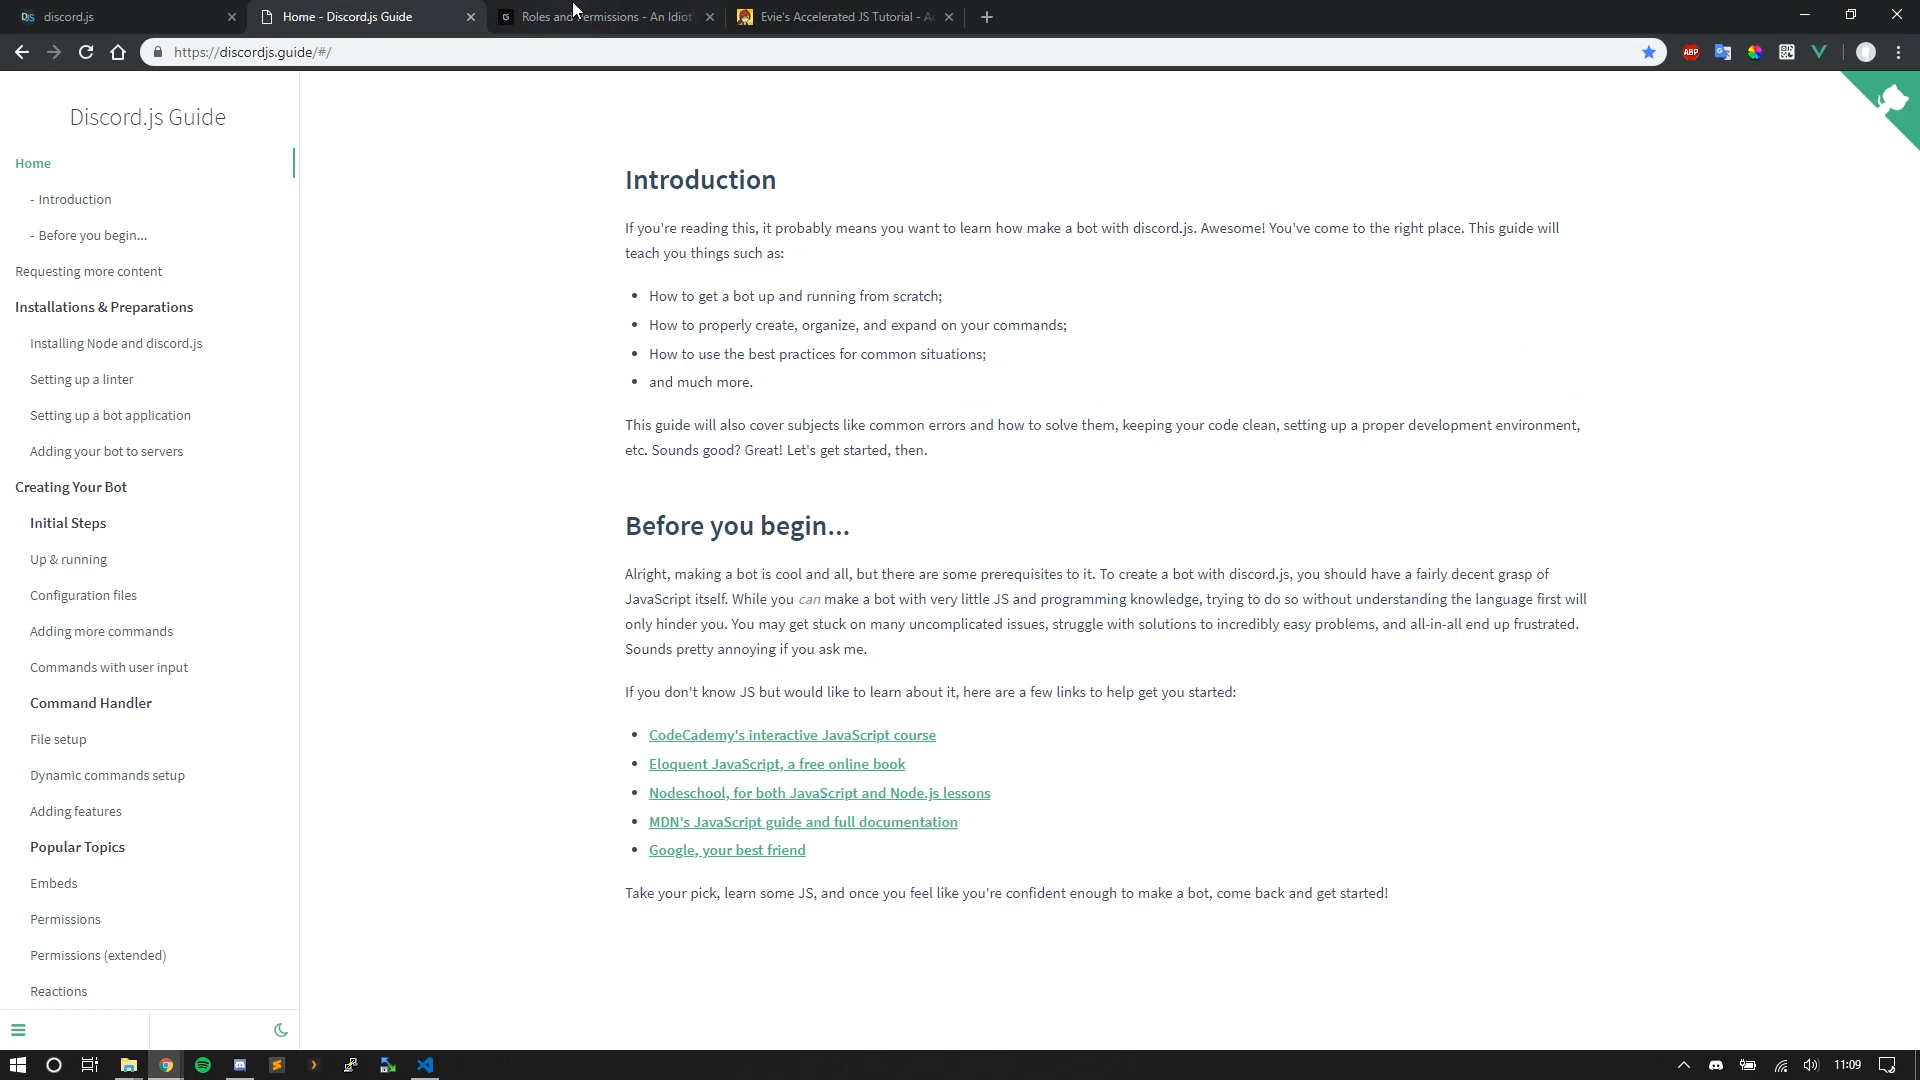 discord.js
Home - Discord.js Guide
Roles and Permissions - An Idiot'
Evie's Accelerated JS Tutorial - A
https://discordjs.guide/#/
ABP
Discord.js Guide
Home
- Introduction
- Before you begin...
Requesting more content
Installations & Preparations
Installing Node and discord.js
Setting up a linter
Setting up a bot application
Adding your bot to servers
Creating Your Bot
Initial Steps
Up & running
Configuration files
Adding more commands
Commands with user input
Command Handler
File setup
Dynamic commands setup
Adding features
Popular Topics
Embeds
Permissions
Permissions (extended)
Reactions
Introduction
If you're reading this, it probably means you want to learn how make a bot with discord.js. Awesome! You've come to the right place. This guide will
teach you things such as:
• How to get a bot up and running from scratch;
• How to properly create, organize, and expand on your commands;
• How to use the best practices for common situations;
• and much more.
This guide will also cover subjects like common errors and how to solve them, keeping your code clean, setting up a proper development environment,
etc. Sounds good? Great! Let's get started, then.
Before you begin...
Alright, making a bot is cool and all, but there are some prerequisites to it. To create a bot with discord.js, you should have a fairly decent grasp of
JavaScript itself. While you can make a bot with very little JS and programming knowledge, trying to do so without understanding the language first will
only hinder you. You may get stuck on many uncomplicated issues, struggle with solutions to incredibly easy problems, and all-in-all end up frustrated.
Sounds pretty annoying if you ask me.
If you don't know JS but would like to learn about it, here are a few links to help get you started:
• CodeCademy's interactive JavaScript course
• Eloquent JavaScript, a free online book
• Nodeschool, for both JavaScript and Node.js lessons
• MDN's JavaScript guide and full documentation
• Google, your best friend
Take your pick, learn some JS, and once you feel like you're confident enough to make a bot, come back and get started!
11:09